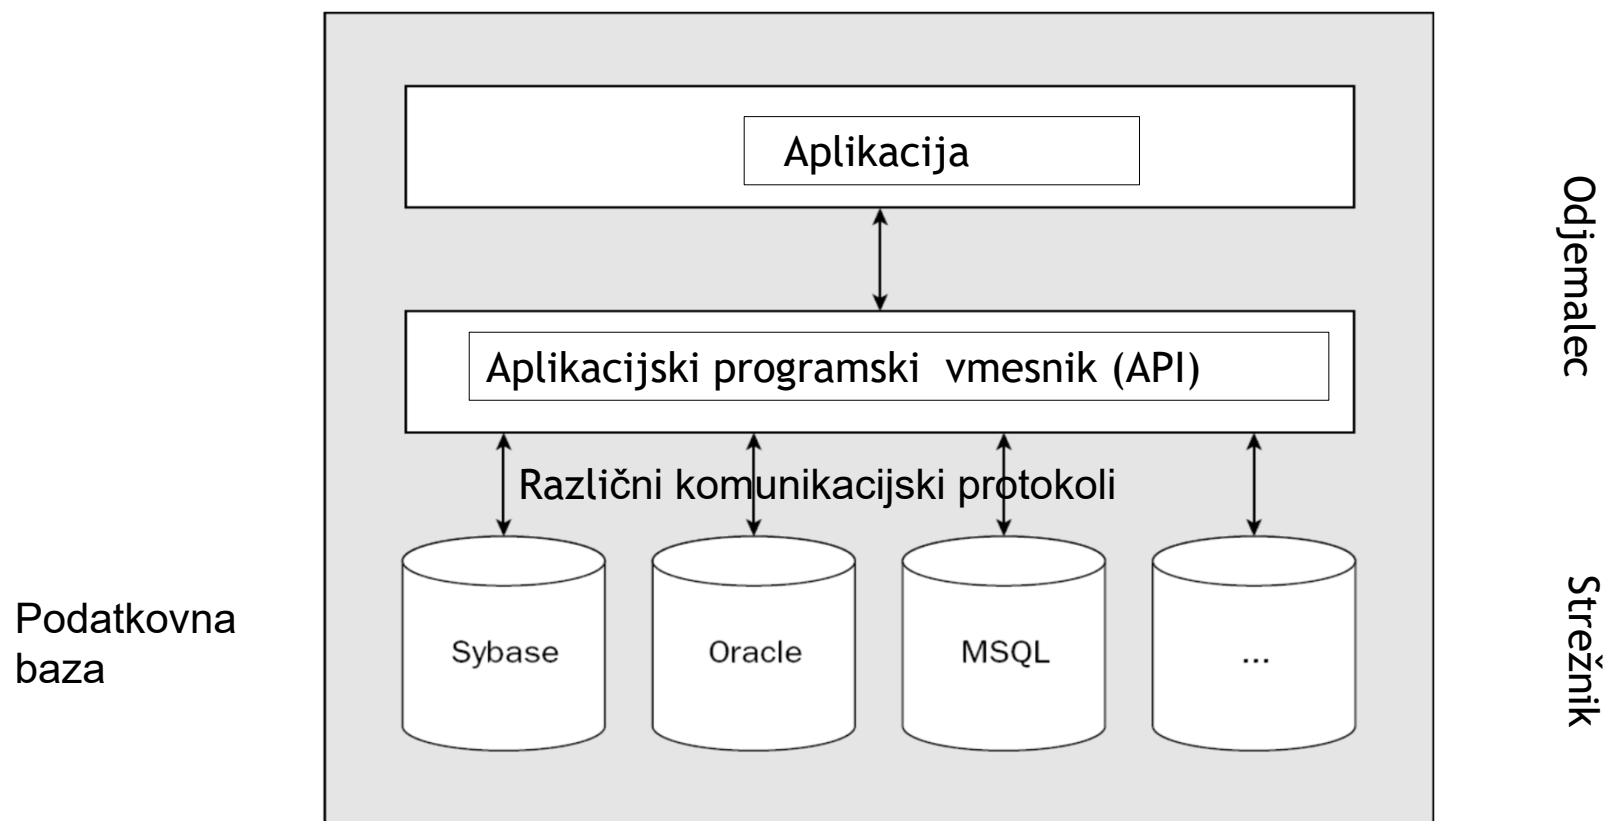 Aplikacija
Odjemalec
Aplikacijski programski vmesnik (API)
Različni komunikacijski protokoli
Podatkovna
baza
Sybase
Oracle
MSQL
...
Strežnik